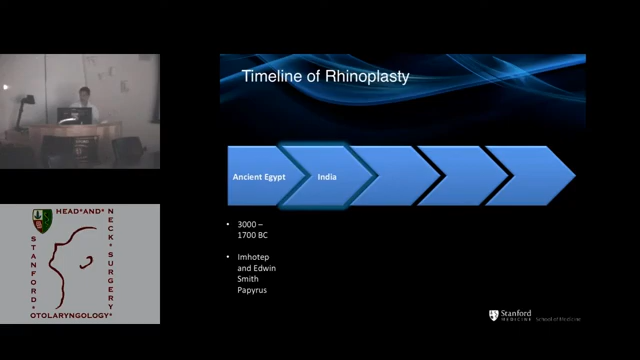 Timeline of Rhinoplasty
Ancient Egypt
India
• 3000 –
1700 BC
• Imhotep
and Edwin
Smith
Papyrus
HEAD•AND•
NECK•SURGERY
STANFORD
OTOLARYNGOLOGY•
Stanford
MEDICINE
School of Medicine